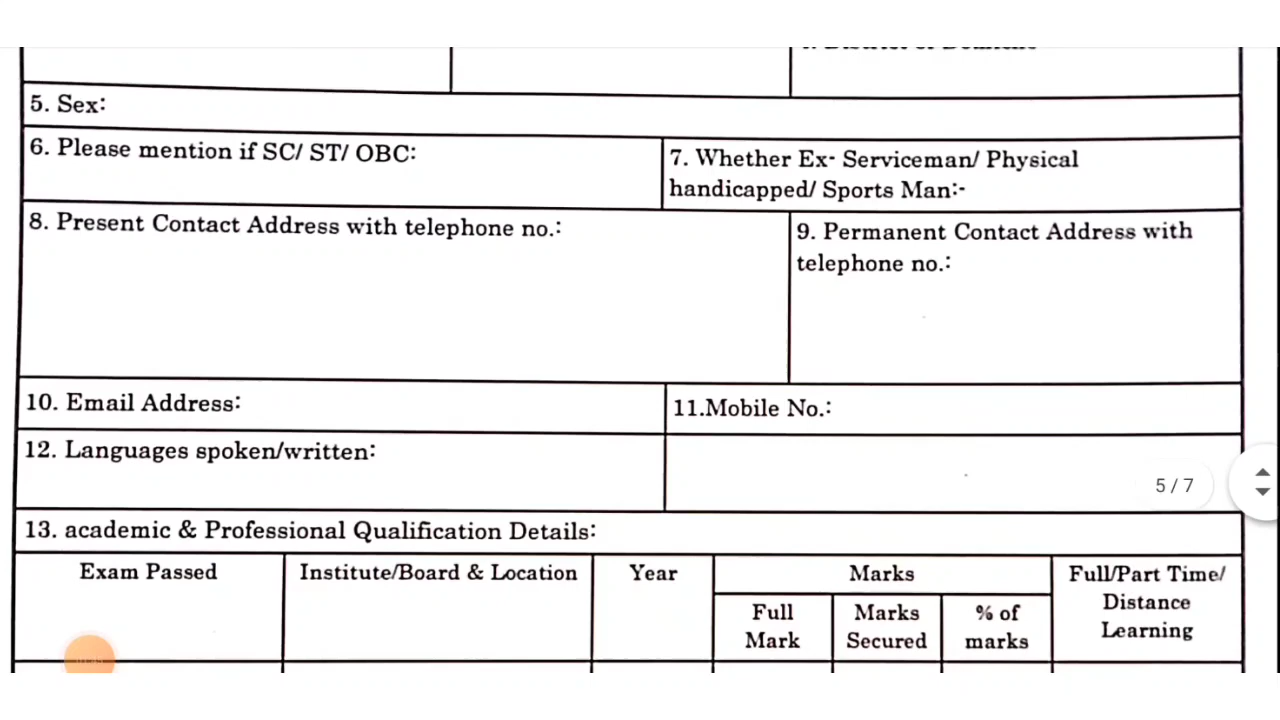 5. Sex:
6. Please mention if SC/ ST/ OBC:
7. Whether Ex- Serviceman/ Physical
handicapped/ Sports Man:-
8. Present Contact Address with telephone no.:
9. Permanent Contact Address with
telephone no.:
10. Email Address:
11.Mobile No.:
12. Languages spoken/written:
5 / 7
13. academic & Professional Qualification Details:
Exam Passed
Institute/Board & Location
Year
Marks
Full/Part Time/
Distance
Learning
Full
Mark
Marks
Secured
% of
marks